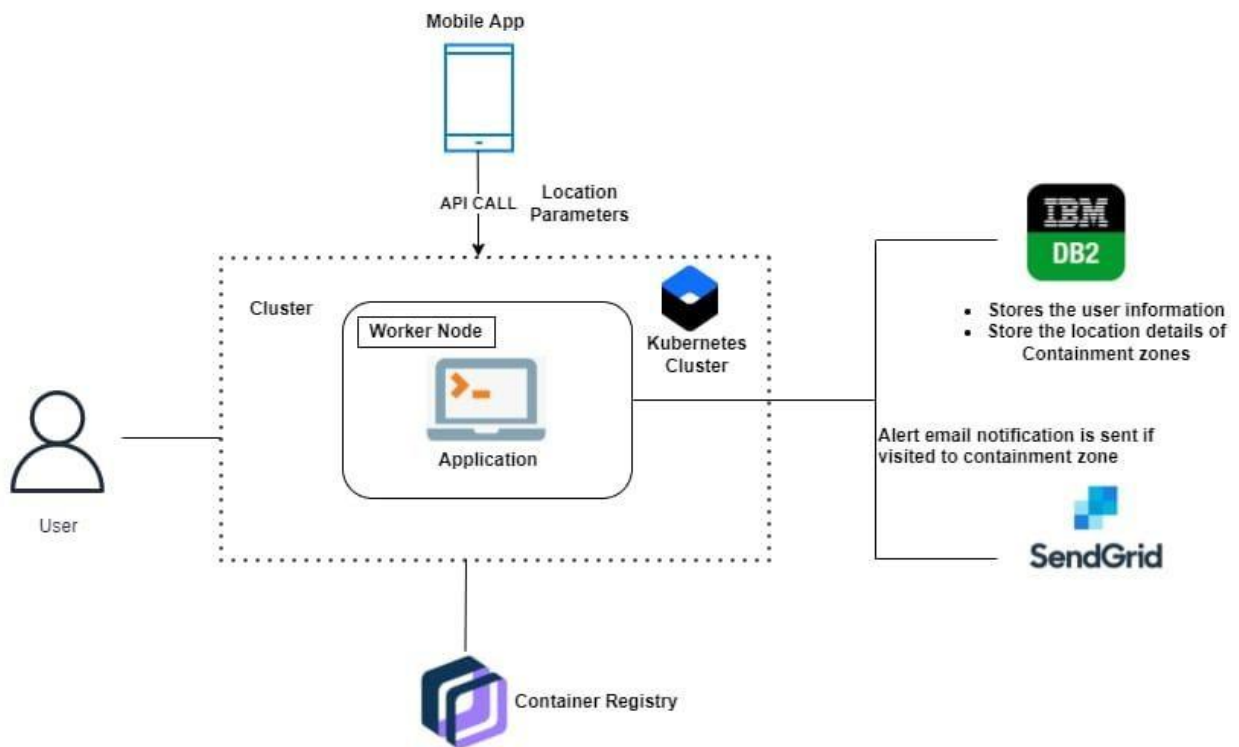 Mobile App
API CALL
Location
Parameters
IBM
DB2
Cluster
Worker Node
Kubernetes
Cluster
• Stores the user information
• Store the location details of
Containment zones
Application
Alert email notification is sent if
visited to containment zone
User
SendGrid
Container Registry